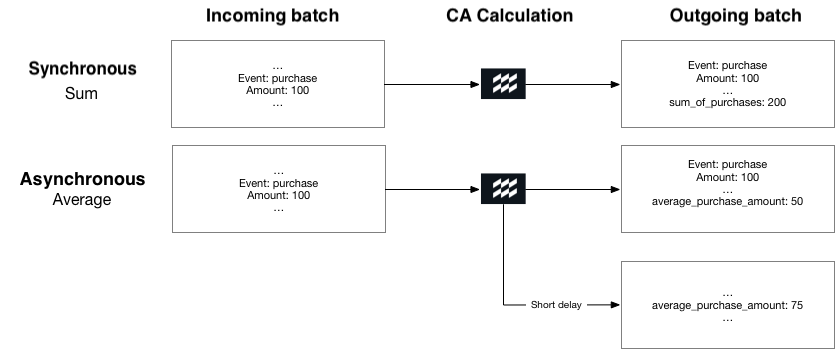 Incoming batch
CA Calculation
Outgoing batch
Synchronous
Sum
...
Event: purchase
Amount: 100
...
Event: purchase
Amount: 100
...
sum_of_purchases: 200
Asynchronous
Average
...
Event: purchase
Amount: 100
...
Event: purchase
Amount: 100
...
average_purchase_amount: 50
Short delay
...
average_purchase_amount: 75
...